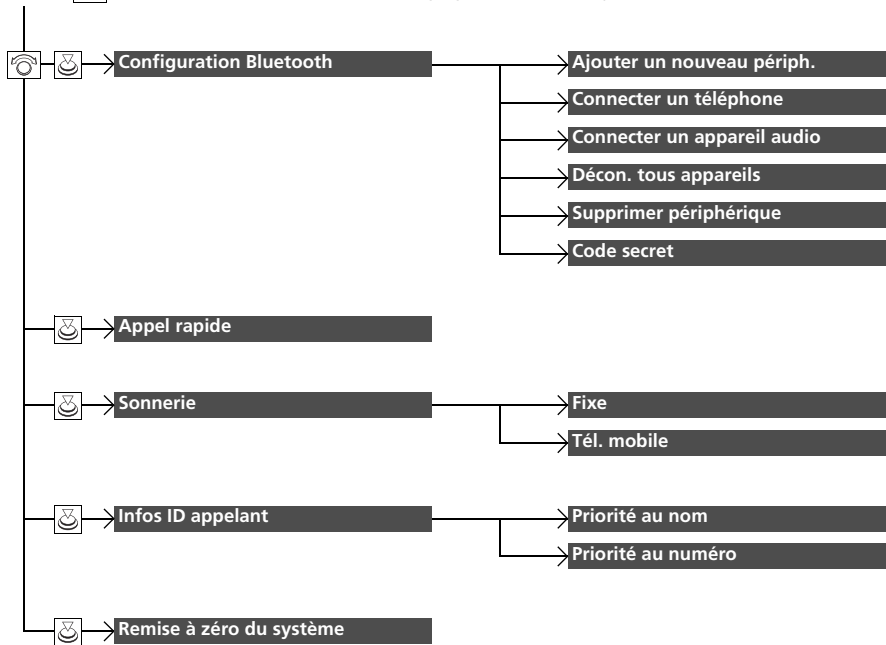 Configuration Bluetooth
Ajouter un nouveau périph.
Connecter un téléphone
Connecter un appareil audio
Décon. tous appareils
Supprimer périphérique
Code secret
Appel rapide
Sonnerie
Fixe
Tél. mobile
Infos ID appelant
Priorité au nom
Priorité au numéro
Remise à zéro du système